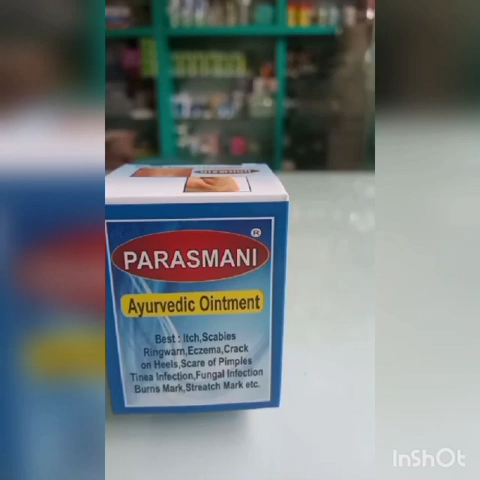 PARASMANI ®
Ayurvedic Ointment
Best : Itch,Scabies
Ringwarn,Eczema,Crack
on Heels,Scare of Pimples
Tinea Infection,Fungal Infection
Burns Mark,Streatch Mark etc.
InShOt